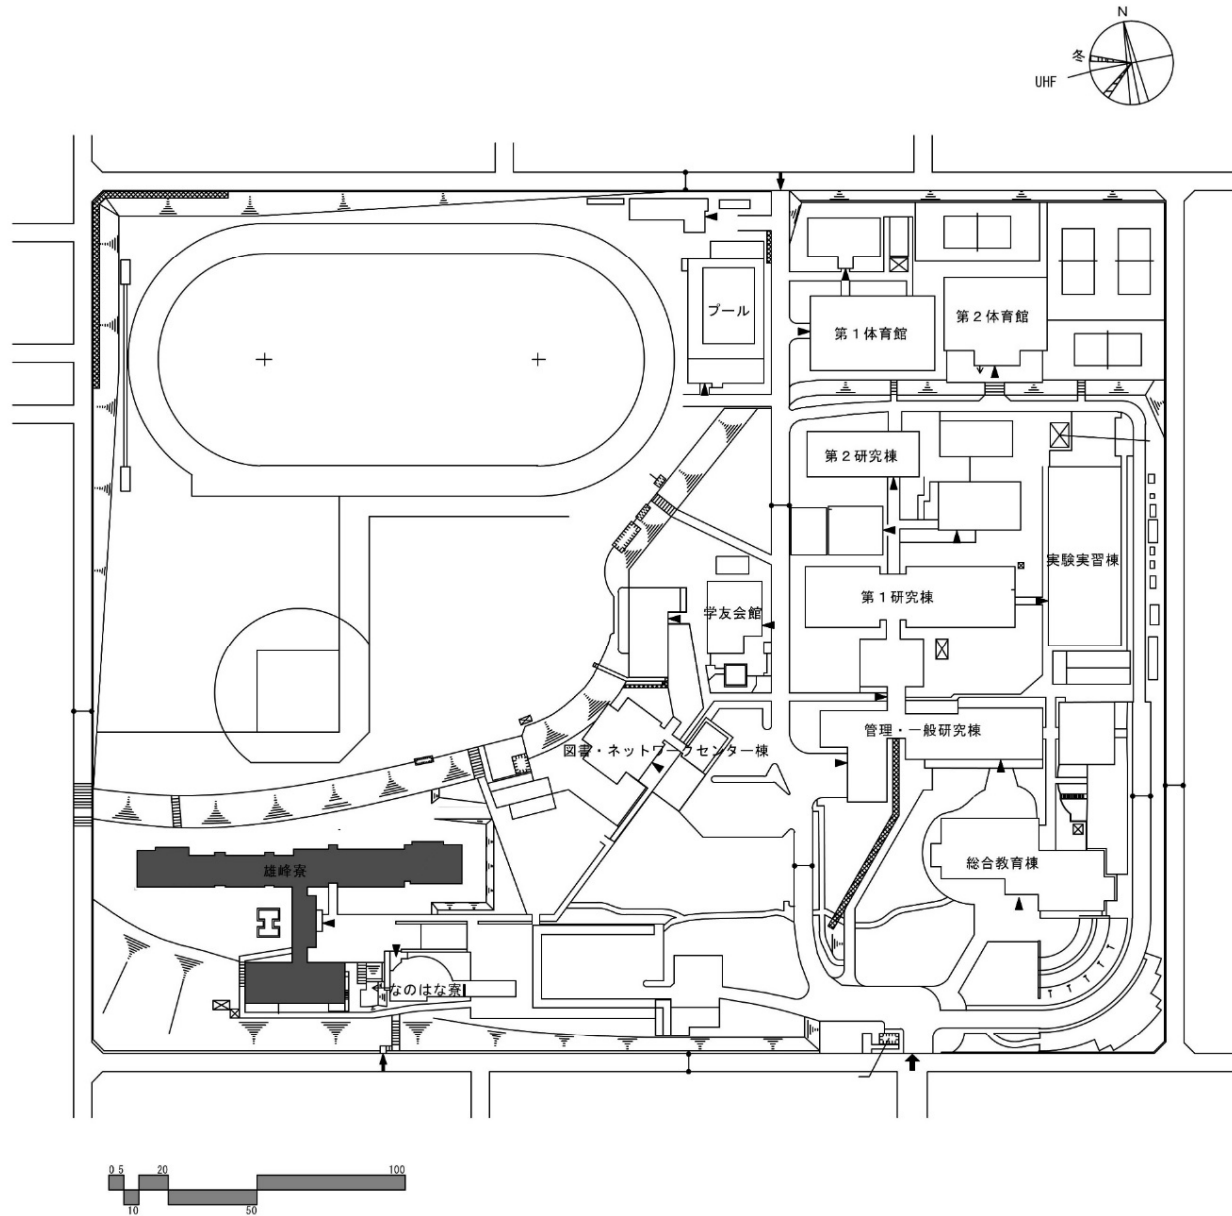 N
冬
UHF
プール
第１体育館
第２体育館
第２研究棟
実験実習棟
第１研究棟
学友会館
管理・一般研究棟
図書・ネットワークセンター棟
総合教育棟
雄峰寮
なのはな寮
0 5 20 100
10 50